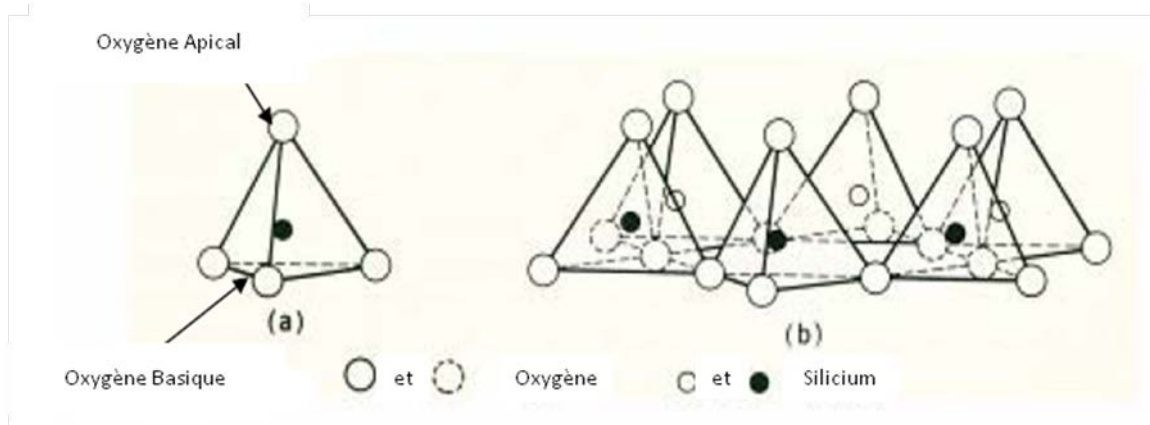 Oxygène Apical
(a)
(b)
Oxygène Basique
et
Oxygène
et
Silicium